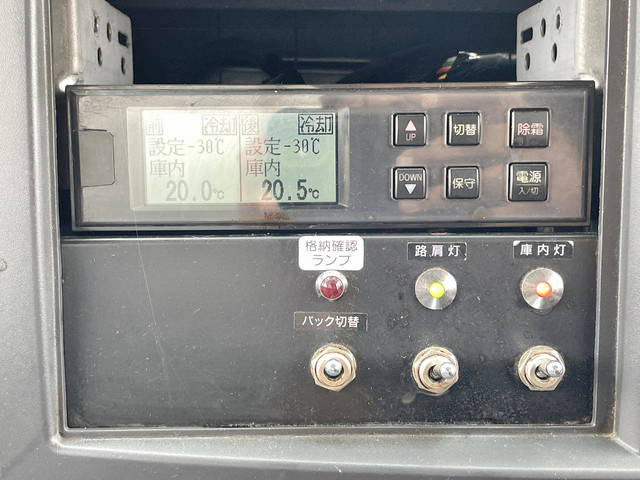 前 冷却 後 冷却
設定-30℃ 設定-30℃
庫内 庫内
20.0℃ 20.5℃
▲ UP 切替 除霜
DOWN ▼ 保守 電源 入/切
格納確認
ランプ
路肩灯 庫内灯
バック切替